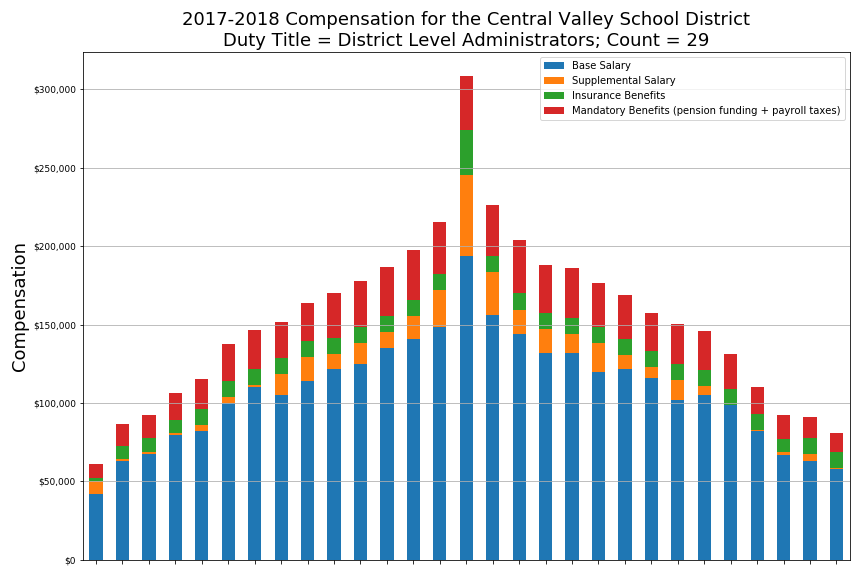 2017-2018 Compensation for the Central Valley School District
Duty Title = District Level Administrators; Count = 29
Base Salary
Supplemental Salary
Insurance Benefits
Mandatory Benefits (pension funding + payroll taxes)
Compensation
$300,000
$250,000
$200,000
$150,000
$100,000
$50,000
$0